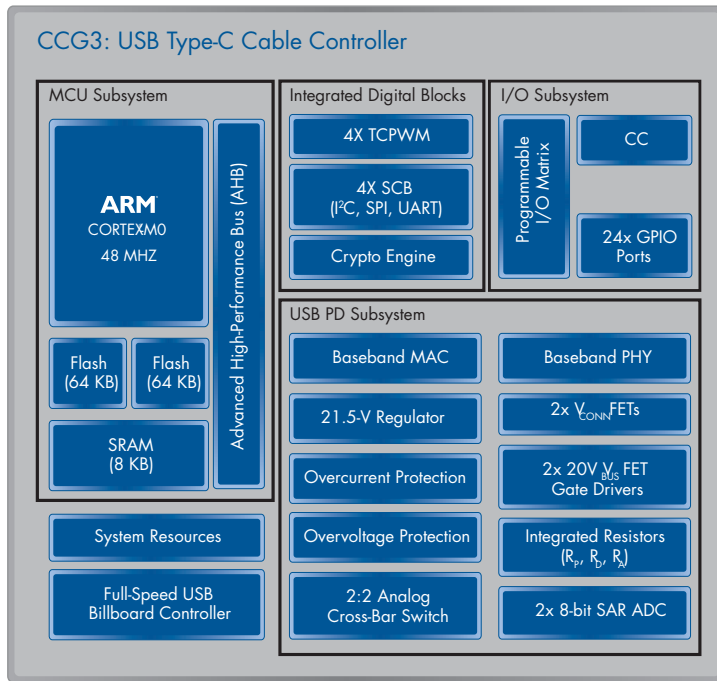 CCG3: USB Type-C Cable Controller
MCU Subsystem
ARM
CORTEX-M0
48 MHZ
Advanced High-Performance Bus (AHB)
Flash
(64 KB)
Flash
(64 KB)
SRAM
(8 KB)
System Resources
Full-Speed USB
Billboard Controller
Integrated Digital Blocks
4X TCPWM
4X SCB
(I²C, SPI, UART)
Crypto Engine
I/O Subsystem
Programmable
I/O Matrix
CC
24x GPIO
Ports
USB PD Subsystem
Baseband MAC
21.5-V Regulator
Overcurrent Protection
Overvoltage Protection
2:2 Analog
Cross-Bar Switch
Baseband PHY
2x VCONN FETs
2x 20V VBUS FET
Gate Drivers
Integrated Resistors
(RP, RD, RA)
2x 8-bit SAR ADC